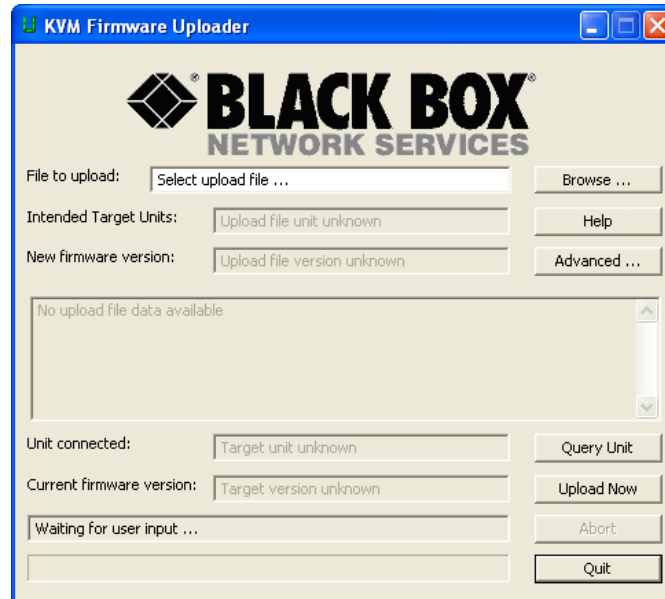 KVM Firmware Uploader
® BLACK BOX®
NETWORK SERVICES
File to upload: Select upload file ... Browse ...
Intended Target Units: Upload file unit unknown Help
New firmware version: Upload file version unknown Advanced ...
No upload file data available
Unit connected: Target unit unknown Query Unit
Current firmware version: Target version unknown Upload Now
Waiting for user input ... Abort
Quit